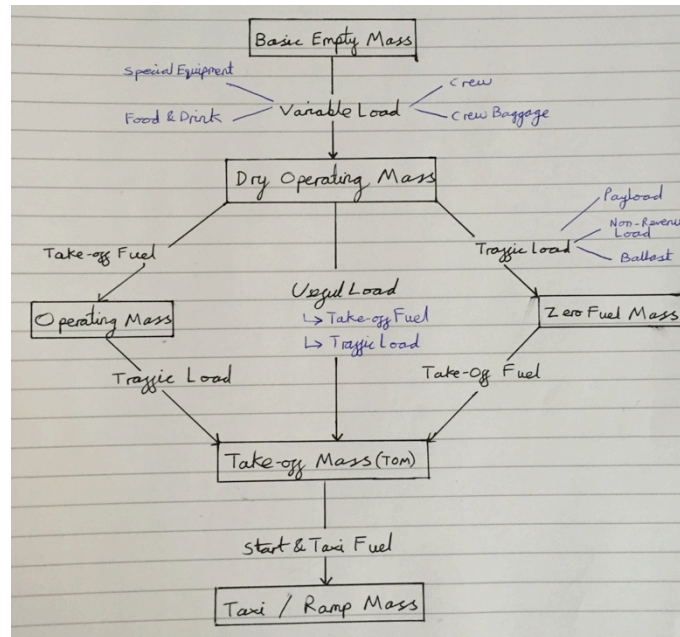 Basic Empty Mass
Special Equipment
Crew
Variable Load
Food & Drink
Crew Baggage
Dry Operating Mass
Payload
Non-Revenue
Load
Take-off Fuel
Traffic Load
Ballast
Useful Load
Operating Mass
↳ Take-off Fuel
Zero Fuel Mass
↳ Traffic Load
Traffic Load
Take-Off Fuel
Take-off Mass (TOM)
Start & Taxi Fuel
Taxi / Ramp Mass